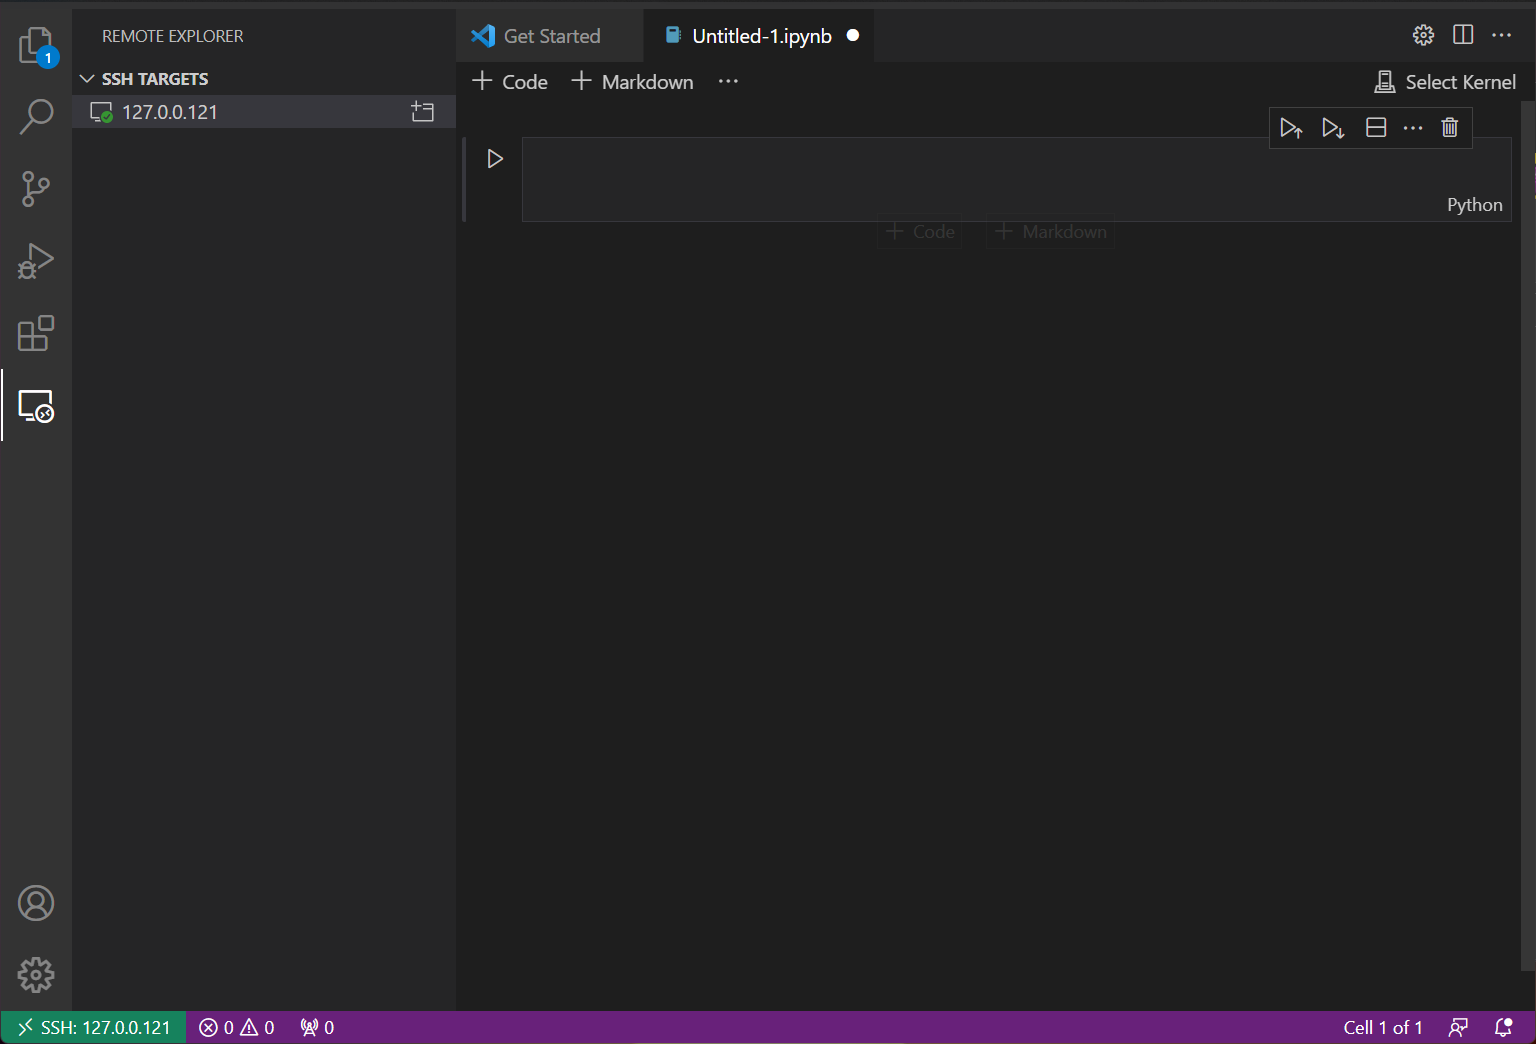 REMOTE EXPLORER
Get Started
Untitled-1.ipynb
SSH TARGETS
Code
Markdown
Select Kernel
127.0.0.121
Python
Code
Markdown
1
SSH: 127.0.0.121
0
0
0
Cell 1 of 1